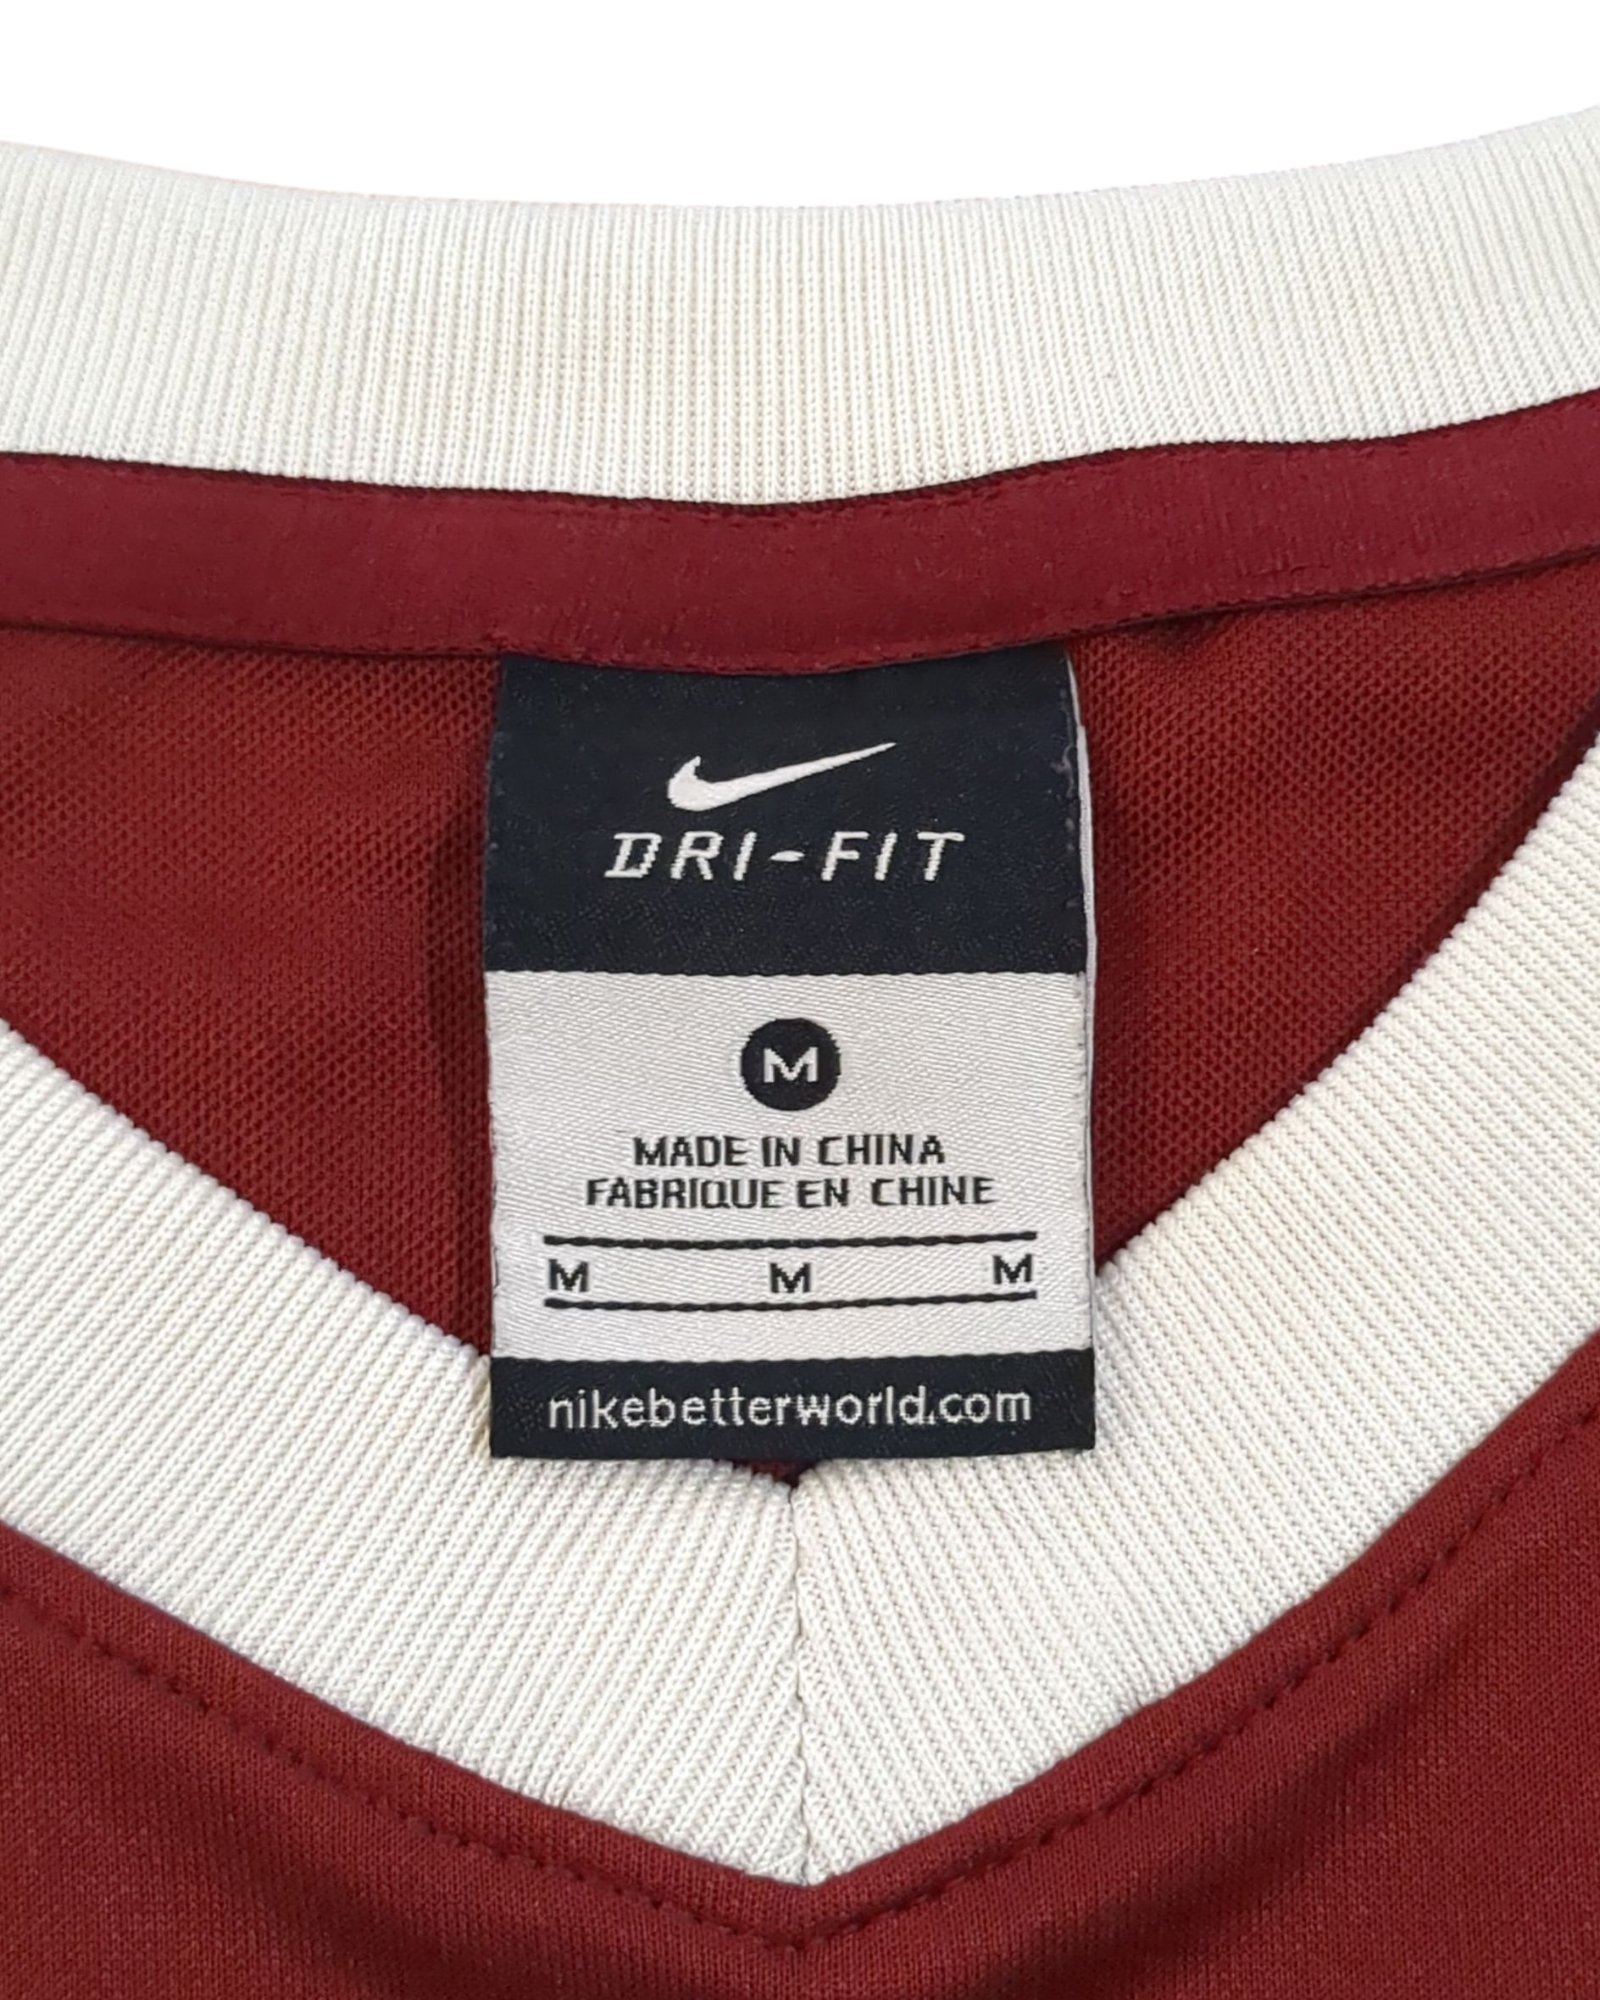 DRI-FIT
M
MADE IN CHINA
FABRIQUE EN CHINE
M M M
nikebetterworld.com